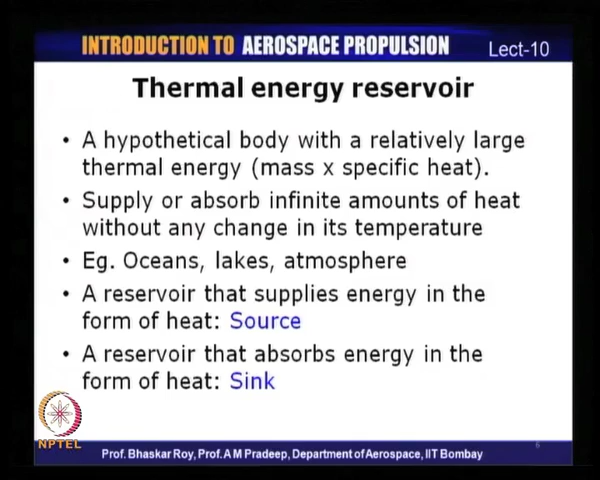 INTRODUCTION TO AEROSPACE PROPULSION
Lect-10
Thermal energy reservoir
• A hypothetical body with a relatively large
thermal energy (mass x specific heat).
• Supply or absorb infinite amounts of heat
without any change in its temperature
• Eg. Oceans, lakes, atmosphere
• A reservoir that supplies energy in the
form of heat: Source
• A reservoir that absorbs energy in the
form of heat: Sink
NPTEL
Prof. Bhaskar Roy, Prof. A M Pradeep, Department of Aerospace, IIT Bombay